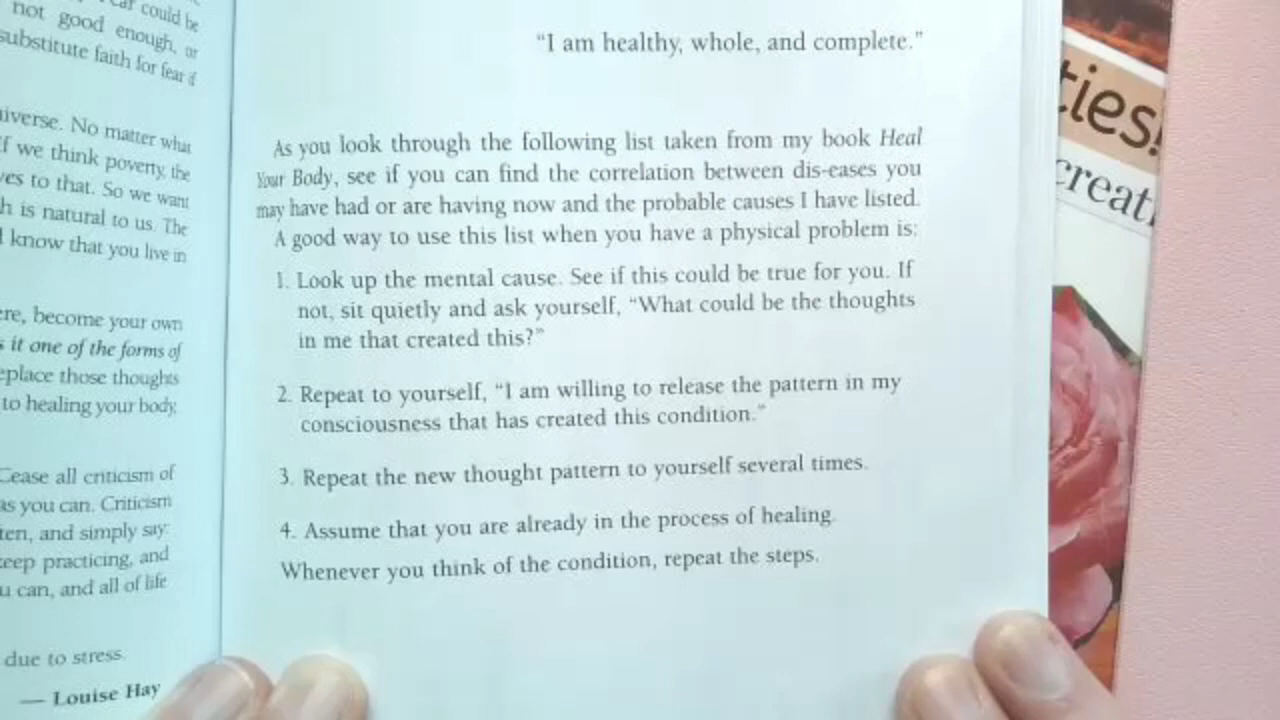 could be
not good enough, or
substitute faith for fear if
No matter what
f we think poverty, the
to that. So we want
is natural to us. The
know that you live in
become your own
it one of the forms of
those thoughts
to healing your body.
Cease all criticism of
as you can. Criticism
and simply say:
practicing, and
can, and all of life
due to stress.
— Louise Hay
“I am healthy, whole, and complete.”
As you look through the following list taken from my book Heal
Your Body, see if you can find the correlation between dis-eases you
may have had or are having now and the probable causes I have listed.
A good way to use this list when you have a physical problem is:
1. Look up the mental cause. See if this could be true for you. If
not, sit quietly and ask yourself, “What could be the thoughts
in me that created this?”
2. Repeat to yourself, “I am willing to release the pattern in my
consciousness that has created this condition.”
3. Repeat the new thought pattern to yourself several times.
4. Assume that you are already in the process of healing.
Whenever you think of the condition, repeat the steps.